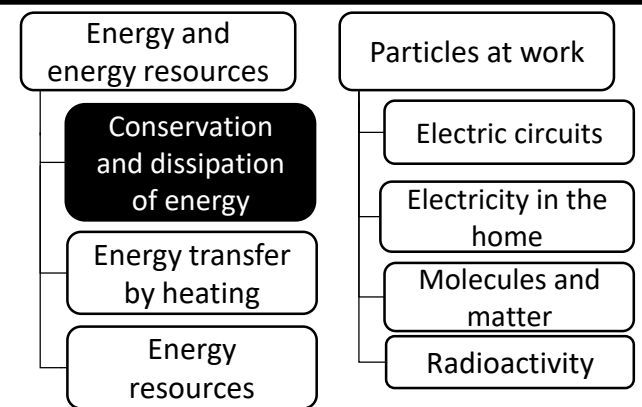 Energy and
energy resources
Conservation
and dissipation
of energy
Energy transfer
by heating
Energy
resources
Particles at work
Electric circuits
Electricity in the
home
Molecules and
matter
Radioactivity